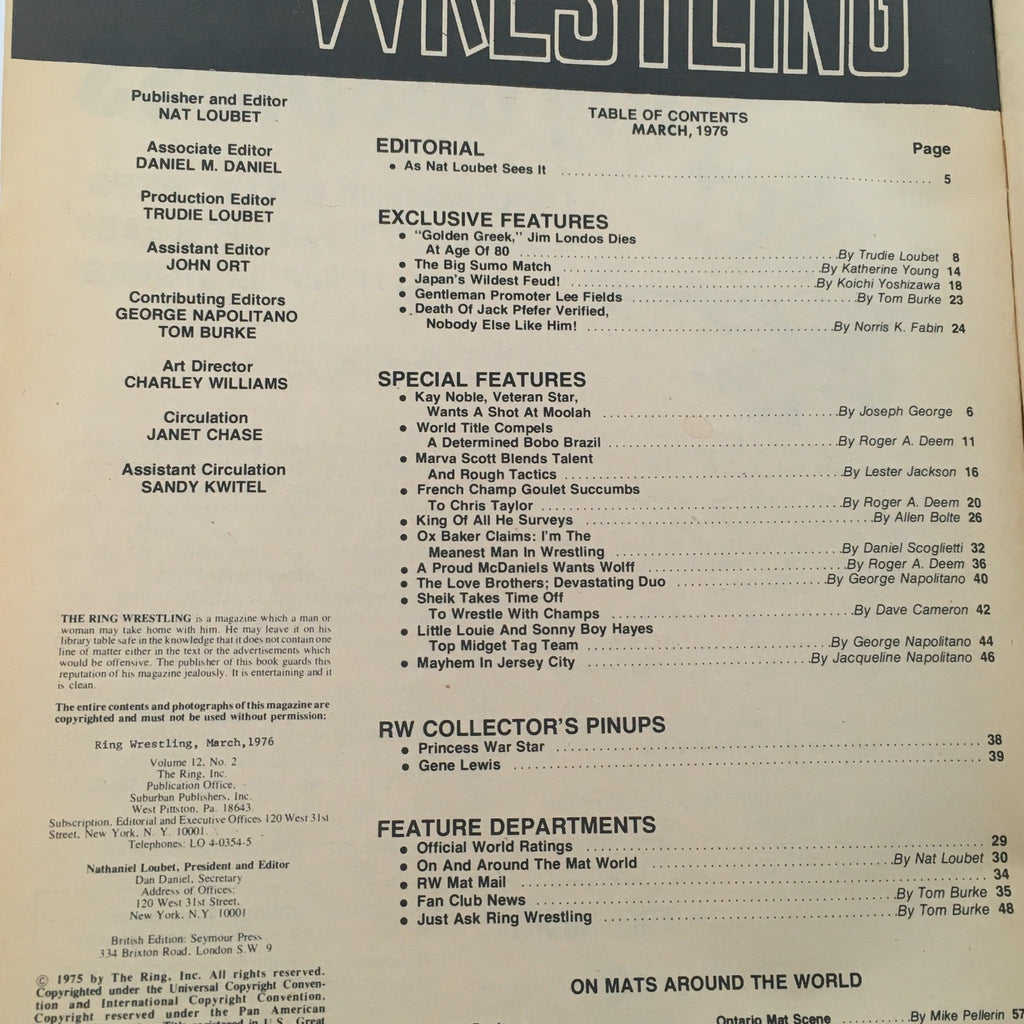 WRESTLING
Publisher and Editor
NAT LOUBET
Associate Editor
DANIEL M. DANIEL
Production Editor
TRUDIE LOUBET
Assistant Editor
JOHN ORT
Contributing Editors
GEORGE NAPOLITANO
TOM BURKE
Art Director
CHARLEY WILLIAMS
Circulation
JANET CHASE
Assistant Circulation
SANDY KWITEL
THE RING WRESTLING is a magazine which a man or
woman may take home with him. He may leave it on his
library table safe in the knowledge that it does not contain one
line of matter either in the text or the advertisements which
would be offensive. The publisher of this book guards this
reputation of his magazine jealously. It is entertaining and it
is clean.
The entire contents and photographs of this magazine are
copyrighted and must not be used without permission:
Ring Wrestling, March, 1976
Volume 12, No. 2
The Ring, Inc.
Publication Office,
Suburban Publishers, Inc.
West Pittston, Pa. 18643
Subscription, Editorial and Executive Offices 120 West 31st
Street, New York, N. Y. 10001.
Telephones: LO 4-0354-5
Nathaniel Loubet, President and Editor
Dan Daniel, Secretary
Address of Offices:
120 West 31st Street,
New York, N.Y. 10001
British Edition: Seymour Press
334 Brixton Road, London S.W. 9
© 1975 by The Ring, Inc. All rights reserved.
Copyrighted under the Universal Copyright Conven-
tion and International Copyright Convention.
Copyright reserved under the Pan American
TABLE OF CONTENTS
MARCH, 1976
EDITORIAL Page
• As Nat Loubet Sees It 5
EXCLUSIVE FEATURES
• "Golden Greek," Jim Londos Dies
At Age Of 80 By Trudie Loubet 8
• The Big Sumo Match By Katherine Young 14
• Japan's Wildest Feud! By Koichi Yoshizawa 18
• Gentleman Promoter Lee Fields By Tom Burke 23
• Death Of Jack Pfefer Verified,
Nobody Else Like Him! By Norris K. Fabin 24
SPECIAL FEATURES
• Kay Noble, Veteran Star,
Wants A Shot At Moolah By Joseph George 6
• World Title Compels
A Determined Bobo Brazil By Roger A. Deem 11
• Marva Scott Blends Talent
And Rough Tactics By Lester Jackson 16
• French Champ Goulet Succumbs
To Chris Taylor By Roger A. Deem 20
• King Of All He Surveys By Allen Bolte 26
• Ox Baker Claims: I'm The
Meanest Man In Wrestling By Daniel Scoglietti 32
• A Proud McDaniels Wants Wolff By Roger A. Deem 36
• The Love Brothers; Devastating Duo By George Napolitano 40
• Sheik Takes Time Off
To Wrestle With Champs By Dave Cameron 42
• Little Louie And Sonny Boy Hayes
Top Midget Tag Team By George Napolitano 44
• Mayhem In Jersey City By Jacqueline Napolitano 46
RW COLLECTOR'S PINUPS
• Princess War Star 38
• Gene Lewis 39
FEATURE DEPARTMENTS
• Official World Ratings 29
• On And Around The Mat World By Nat Loubet 30
• RW Mat Mail 34
• Fan Club News By Tom Burke 35
• Just Ask Ring Wrestling By Tom Burke 48
ON MATS AROUND THE WORLD
Ontario Mat Scene By Mike Pellerin 57